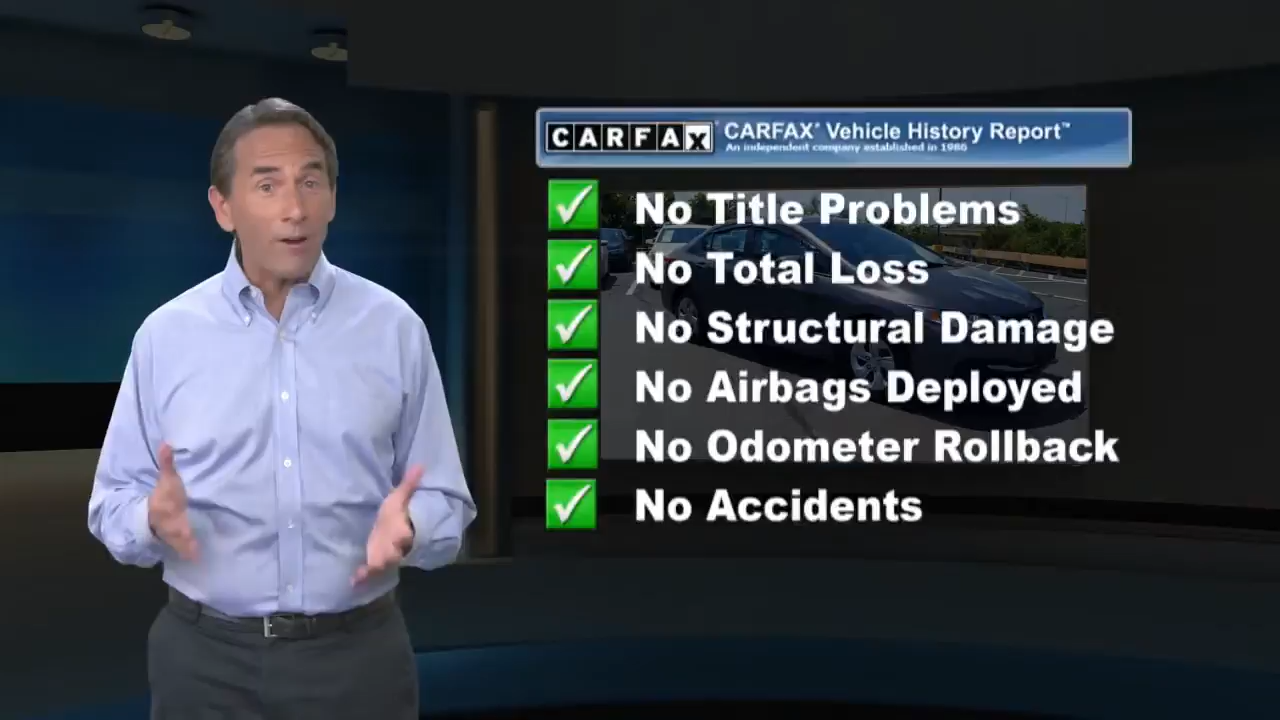 CARFAX CARFAX® Vehicle History Report™
An independent company established in 1986
No Title Problems
No Total Loss
No Structural Damage
No Airbags Deployed
No Odometer Rollback
No Accidents